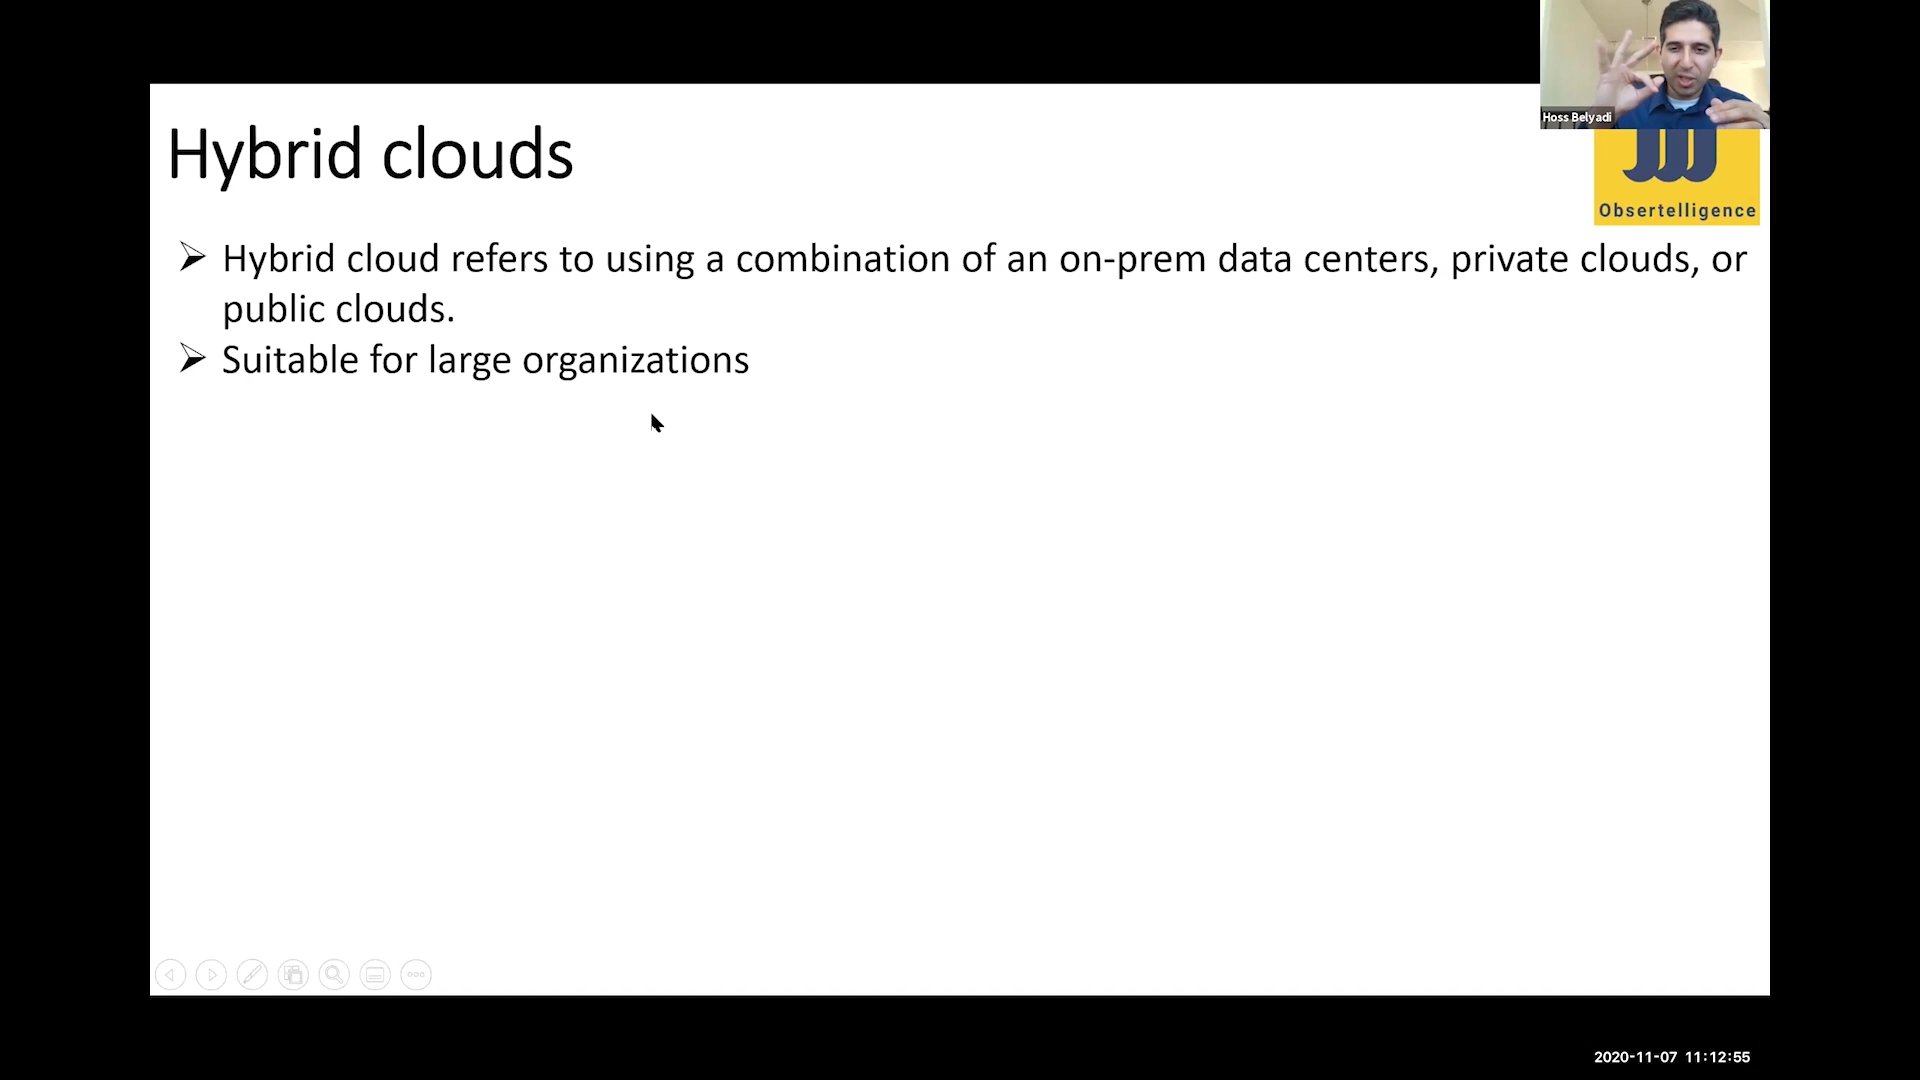 Hoss Belyadi
Hybrid clouds
Obsertelligence
Hybrid cloud refers to using a combination of an on-prem data centers, private clouds, or
public clouds.
Suitable for large organizations
2020-11-07 11:12:55